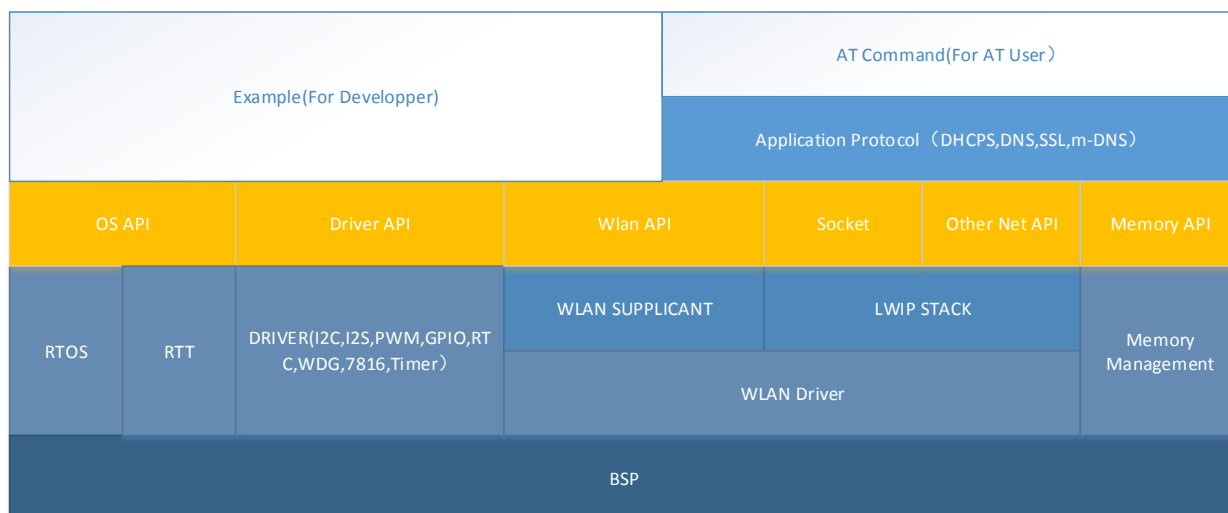 AT Command(For AT User）
Example(For Developper)
Application Protocol（DHCPS,DNS,SSL,m-DNS）
OS API
Driver API
Wlan API
Socket
Other Net API
Memory API
RTOS
RTT
DRIVER(I2C,I2S,PWM,GPIO,RT
C,WDG,7816,Timer）
WLAN SUPPLICANT
LWIP STACK
WLAN Driver
Memory
Management
BSP